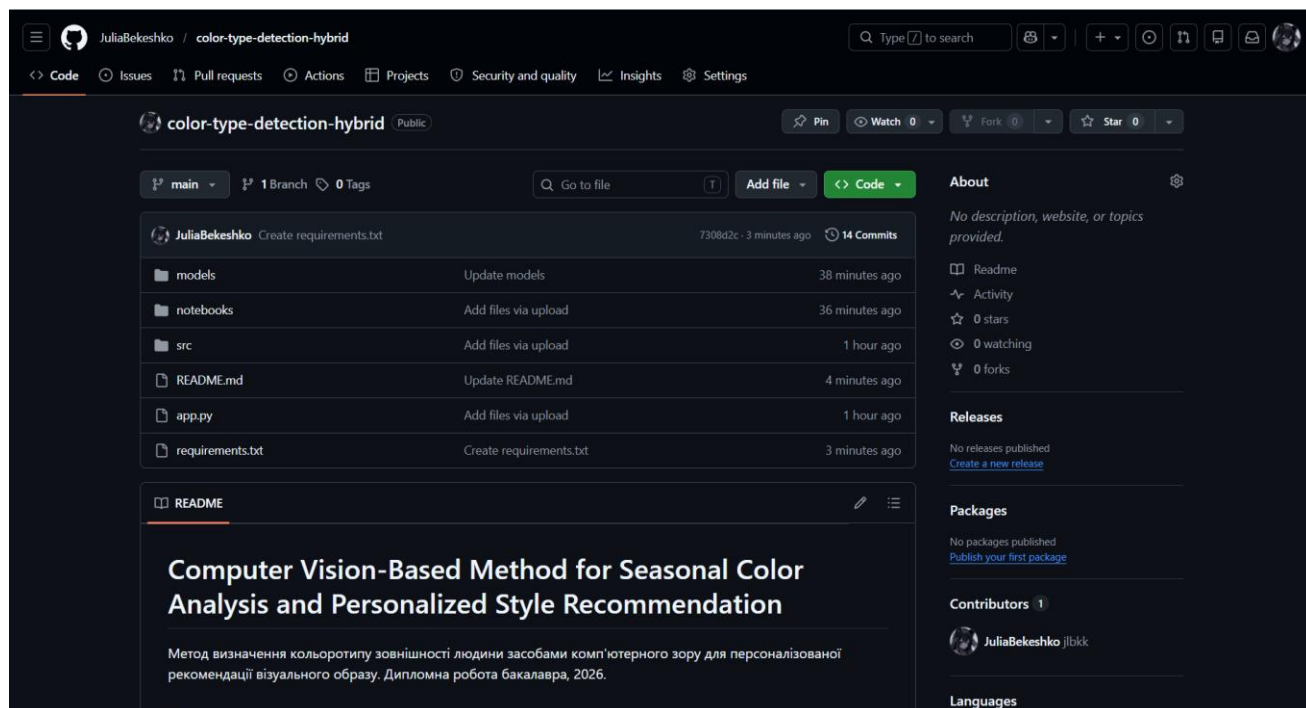 JuliaBekeshko / color-type-detection-hybrid
Type / to search
Code Issues Pull requests Actions Projects Security and quality Insights Settings
color-type-detection-hybrid Public
Pin Watch 0 Fork 0 Star 0
main 1 Branch 0 Tags Go to file T Add file Code
JuliaBekeshko Create requirements.txt 7308d2c · 3 minutes ago 14 Commits
models Update models 38 minutes ago
notebooks Add files via upload 36 minutes ago
src Add files via upload 1 hour ago
README.md Update README.md 4 minutes ago
app.py Add files via upload 1 hour ago
requirements.txt Create requirements.txt 3 minutes ago
README
Computer Vision-Based Method for Seasonal Color
Analysis and Personalized Style Recommendation
Метод визначення кольоротипу зовнішності людини засобами комп'ютерного зору для персоналізованої
рекомендації візуального образу. Дипломна робота бакалавра, 2026.
About
No description, website, or topics
provided.
Readme
Activity
0 stars
0 watching
0 forks
Releases
No releases published
Create a new release
Packages
No packages published
Publish your first package
Contributors 1
JuliaBekeshko jlbkk
Languages